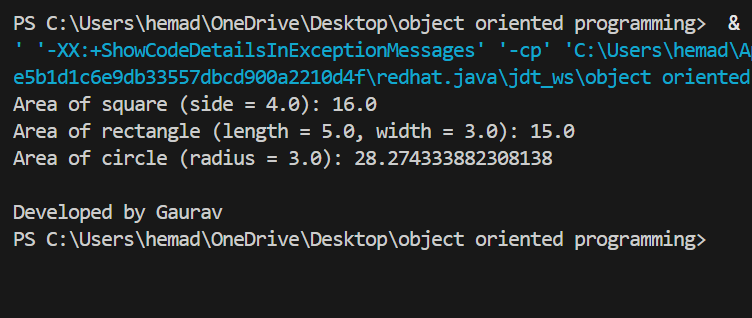 PS C:\Users\hemad\OneDrive\Desktop\object oriented programming>  &
' '-XX:+ShowCodeDetailsInExceptionMessages' '-cp' 'C:\Users\hemad\A
e5b1d1c6e9db33557dbcd900a2210d4f\redhat.java\jdt_ws\object oriented
Area of square (side = 4.0): 16.0
Area of rectangle (length = 5.0, width = 3.0): 15.0
Area of circle (radius = 3.0): 28.274333882308138
Developed by Gaurav
PS C:\Users\hemad\OneDrive\Desktop\object oriented programming>